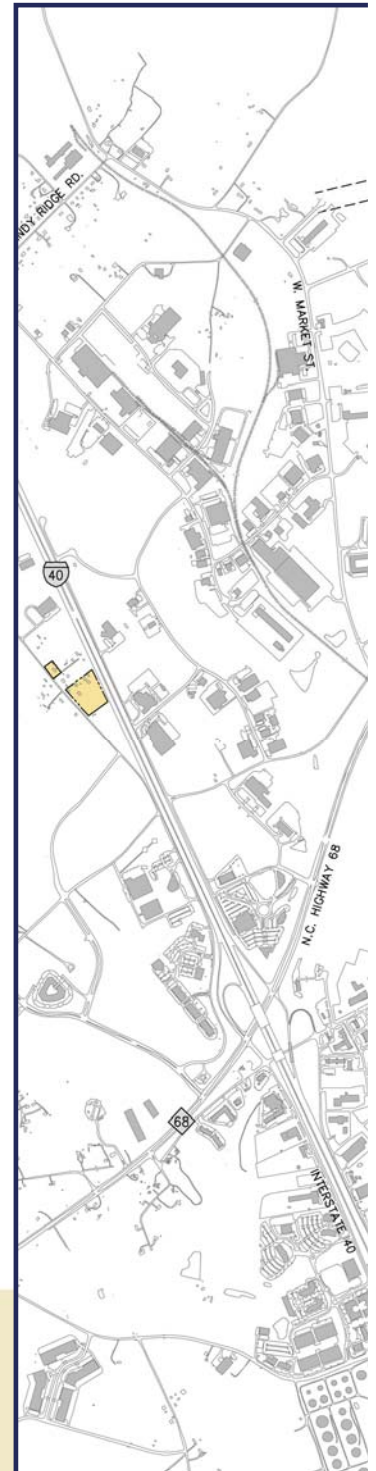 NDY RIDGE RD.
W. MARKET ST.
40
N.C. HIGHWAY 68
68
INTERSTATE 40